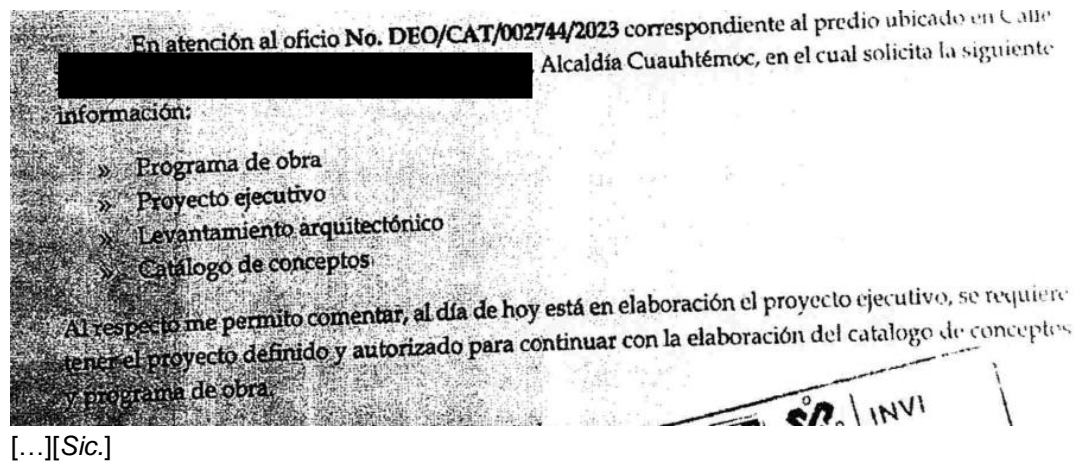 En atención al oficio No. DEO/CAT/002744/2023 correspondiente al predio ubicado en Calle
Alcaldía Cuauhtémoc, en el cual solicita la siguiente
información:
» Programa de obra
» Proyecto ejecutivo
» Levantamiento arquitectónico
» Catálogo de conceptos
Al respecto me permito comentar, al día de hoy está en elaboración el proyecto ejecutivo, se requiere
tener el proyecto definido y autorizado para continuar con la elaboración del catalogo de conceptos
y programa de obra.
INVI
[…][Sic.]